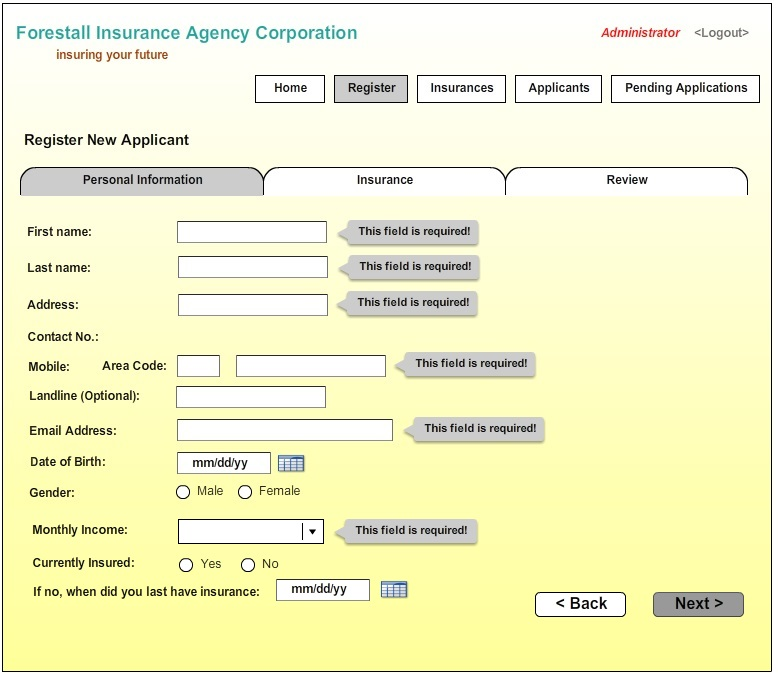 Forestall Insurance Agency Corporation
Administrator <Logout>
insuring your future
Home Register Insurances Applicants Pending Applications
Register New Applicant
Personal Information Insurance Review
First name: This field is required!
Last name: This field is required!
Address: This field is required!
Contact No.:
Mobile: Area Code: This field is required!
Landline (Optional):
Email Address: This field is required!
Date of Birth: mm/dd/yy
Gender: Male Female
Monthly Income: This field is required!
Currently Insured: Yes No
If no, when did you last have insurance: mm/dd/yy
< Back Next >